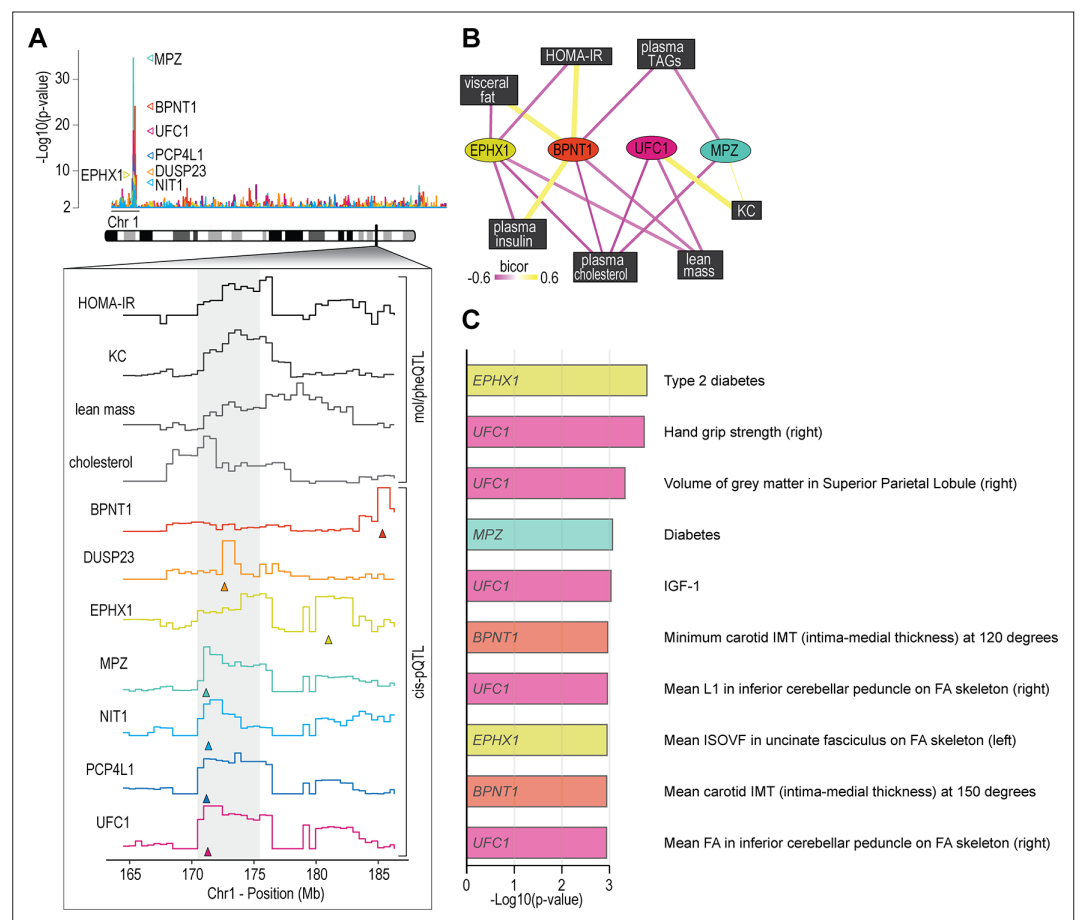 A
-Log10(p-value)
30
20
10
2
MPZ
BPNT1
UFC1
PCP4L1
EPHX1
DUSP23
NIT1
Chr 1
HOMA-IR
KC
lean mass
cholesterol
mol/pheQTL
BPNT1
DUSP23
EPHX1
MPZ
NIT1
PCP4L1
UFC1
cis-pQTL
165 170 175 180 185
Chr1 - Position (Mb)
B
HOMA-IR
plasma
TAGs
visceral
fat
EPHX1
BPNT1
UFC1
MPZ
KC
plasma
insulin
plasma
cholesterol
lean
mass
bicor
-0.6 0.6
C
EPHX1 Type 2 diabetes
UFC1 Hand grip strength (right)
UFC1 Volume of grey matter in Superior Parietal Lobule (right)
MPZ Diabetes
UFC1 IGF-1
BPNT1 Minimum carotid IMT (intima-medial thickness) at 120 degrees
UFC1 Mean L1 in inferior cerebellar peduncle on FA skeleton (right)
EPHX1 Mean ISOVF in uncinate fasciculus on FA skeleton (left)
BPNT1 Mean carotid IMT (intima-medial thickness) at 150 degrees
UFC1 Mean FA in inferior cerebellar peduncle on FA skeleton (right)
0 1 2 3
-Log10(p-value)